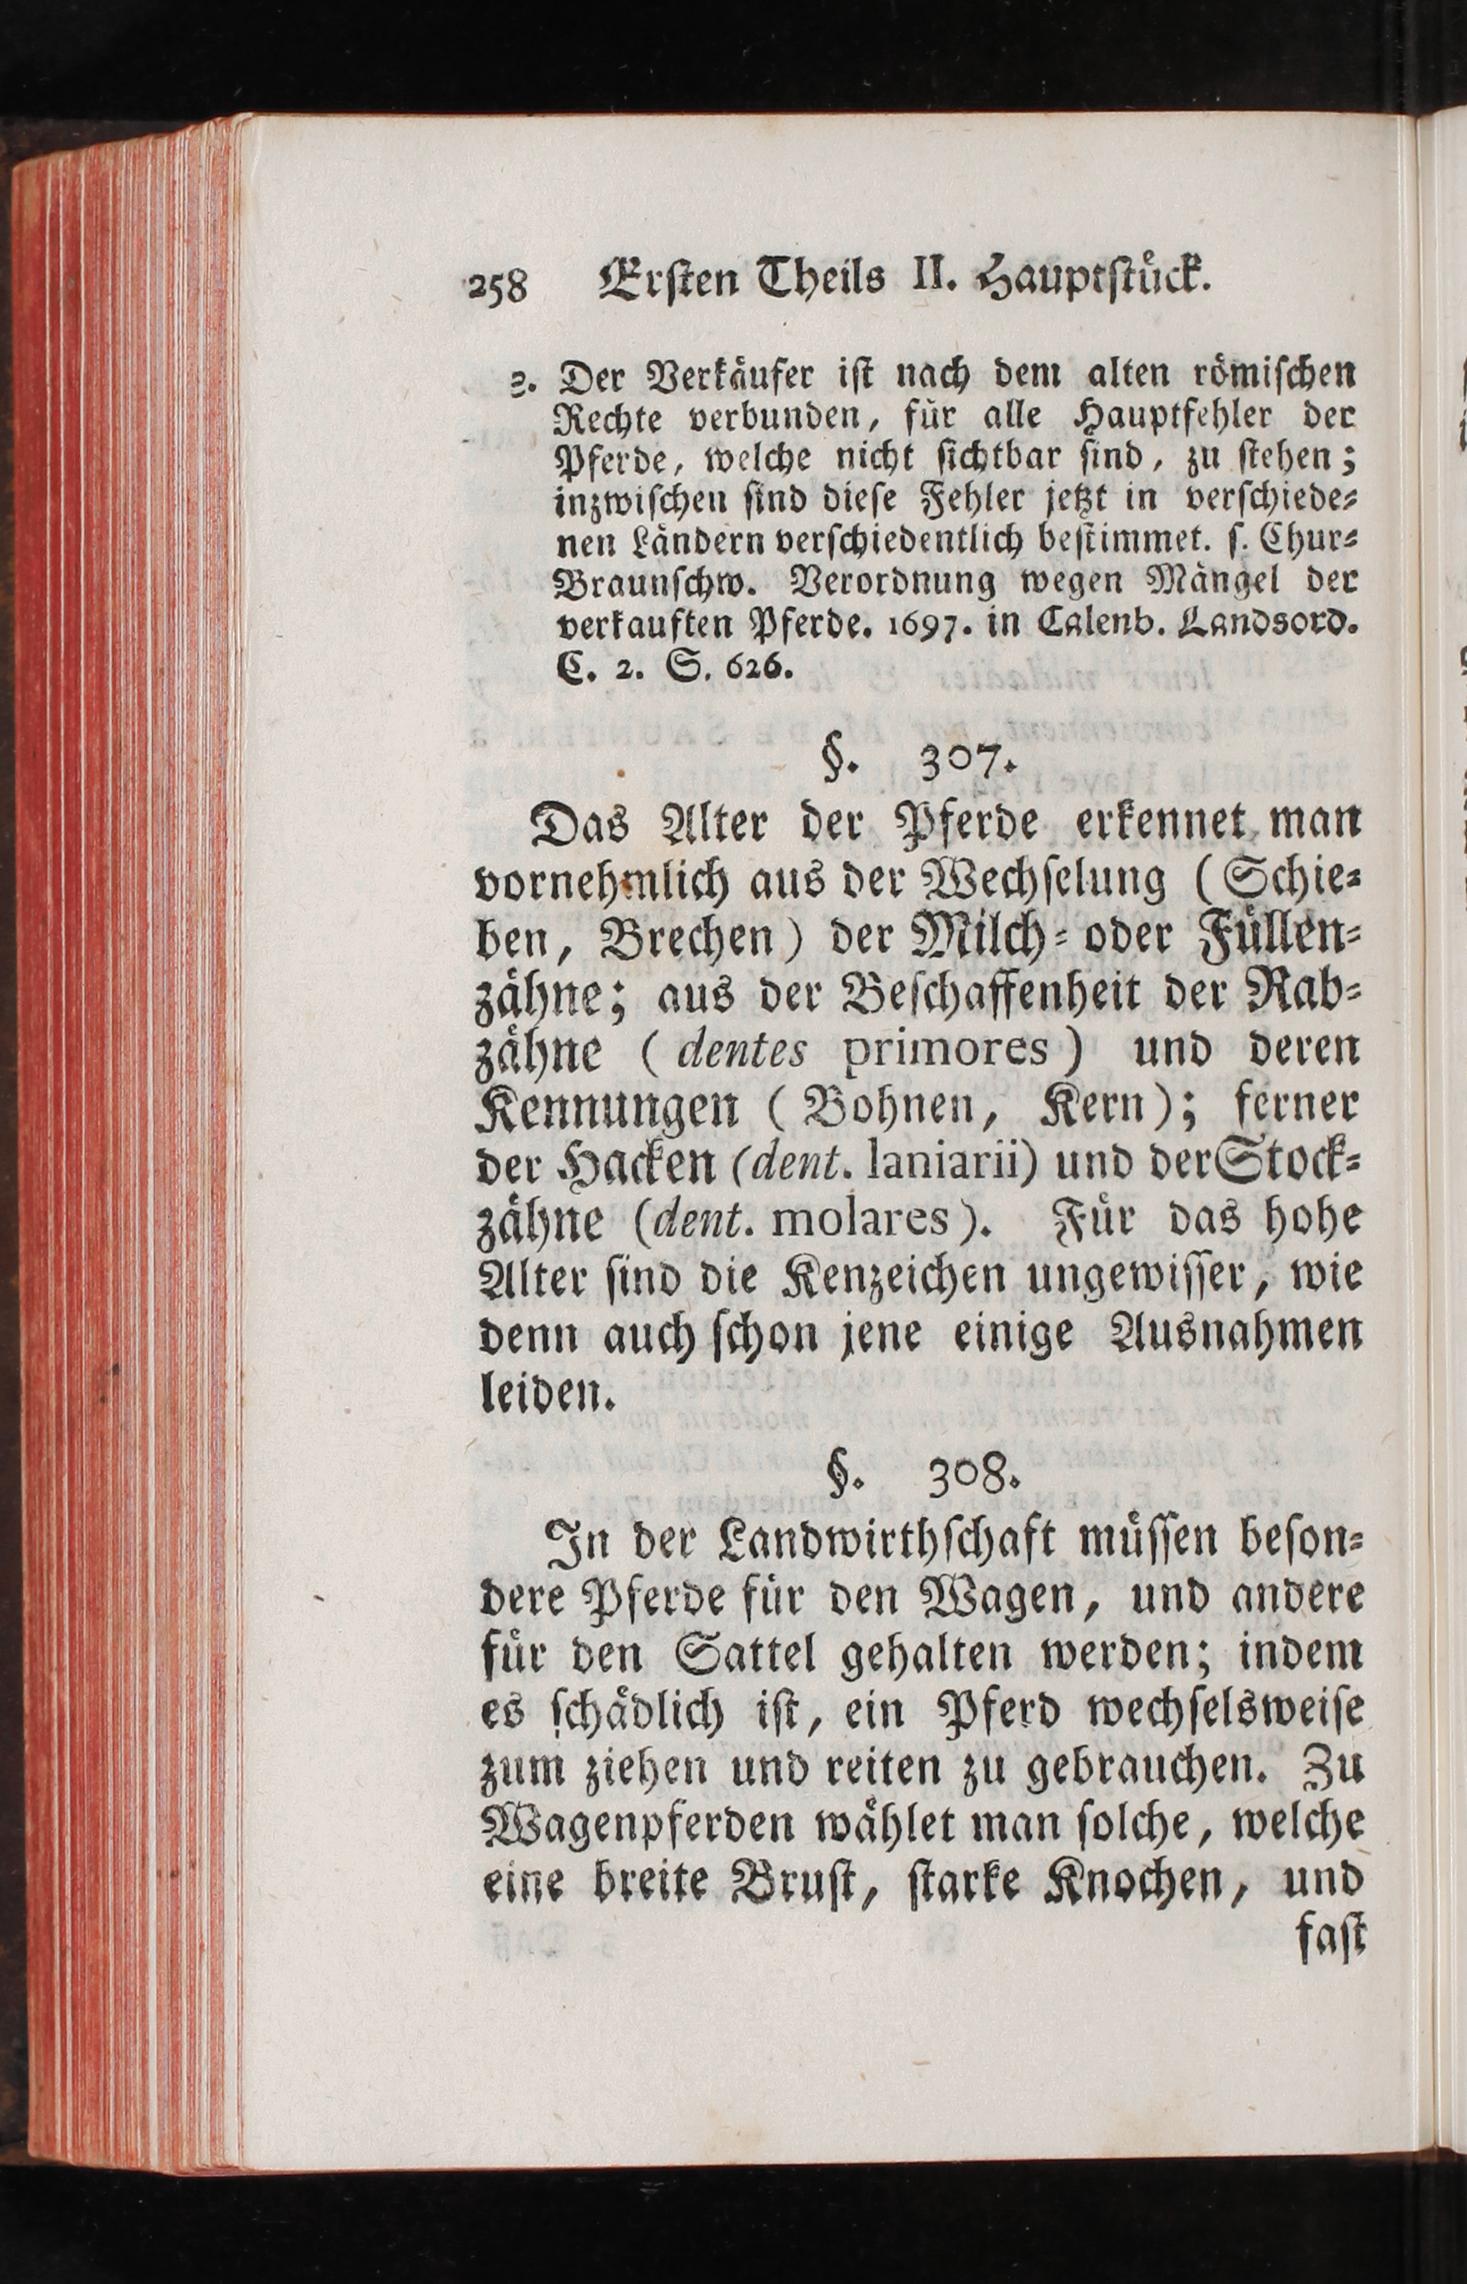 258 Erſten Theils II. Hauptſtück.
2. Der Verkäufer iſt nach dem alten römiſchen
Rechte verbunden, für alle Hauptfehler der
Pferde, welche nicht ſichtbar ſind, zu ſtehen;
inzwiſchen ſind dieſe Fehler jetzt in verſchiede⸗
nen Ländern verſchiedentlich beſtimmet. ſ. Chur⸗
Braunſchw. Verordnung wegen Mängel der
verkauften Pferde. 1697. in Calenb. Landsord.
C. 2. S. 626.
§. 307.
Das Alter der Pferde erkennet man
vornehmlich aus der Wechſelung (Schie⸗
ben, Brechen) der Milch⸗ oder Füllen⸗
zähne; aus der Beſchaffenheit der Rab⸗
zähne (dentes primores) und deren
Kennungen (Bohnen, Kern); ferner
der Hacken (dent. laniarii) und der Stock⸗
zähne (dent. molares). Für das hohe
Alter ſind die Kenzeichen ungewiſſer, wie
denn auch ſchon jene einige Ausnahmen
leiden.
§. 308.
In der Landwirthſchaft müſſen beſon⸗
dere Pferde für den Wagen, und andere
für den Sattel gehalten werden; indem
es ſchädlich iſt, ein Pferd wechſelsweiſe
zum ziehen und reiten zu gebrauchen. Zu
Wagenpferden wählet man ſolche, welche
eine breite Bruſt, ſtarke Knochen, und
faſt